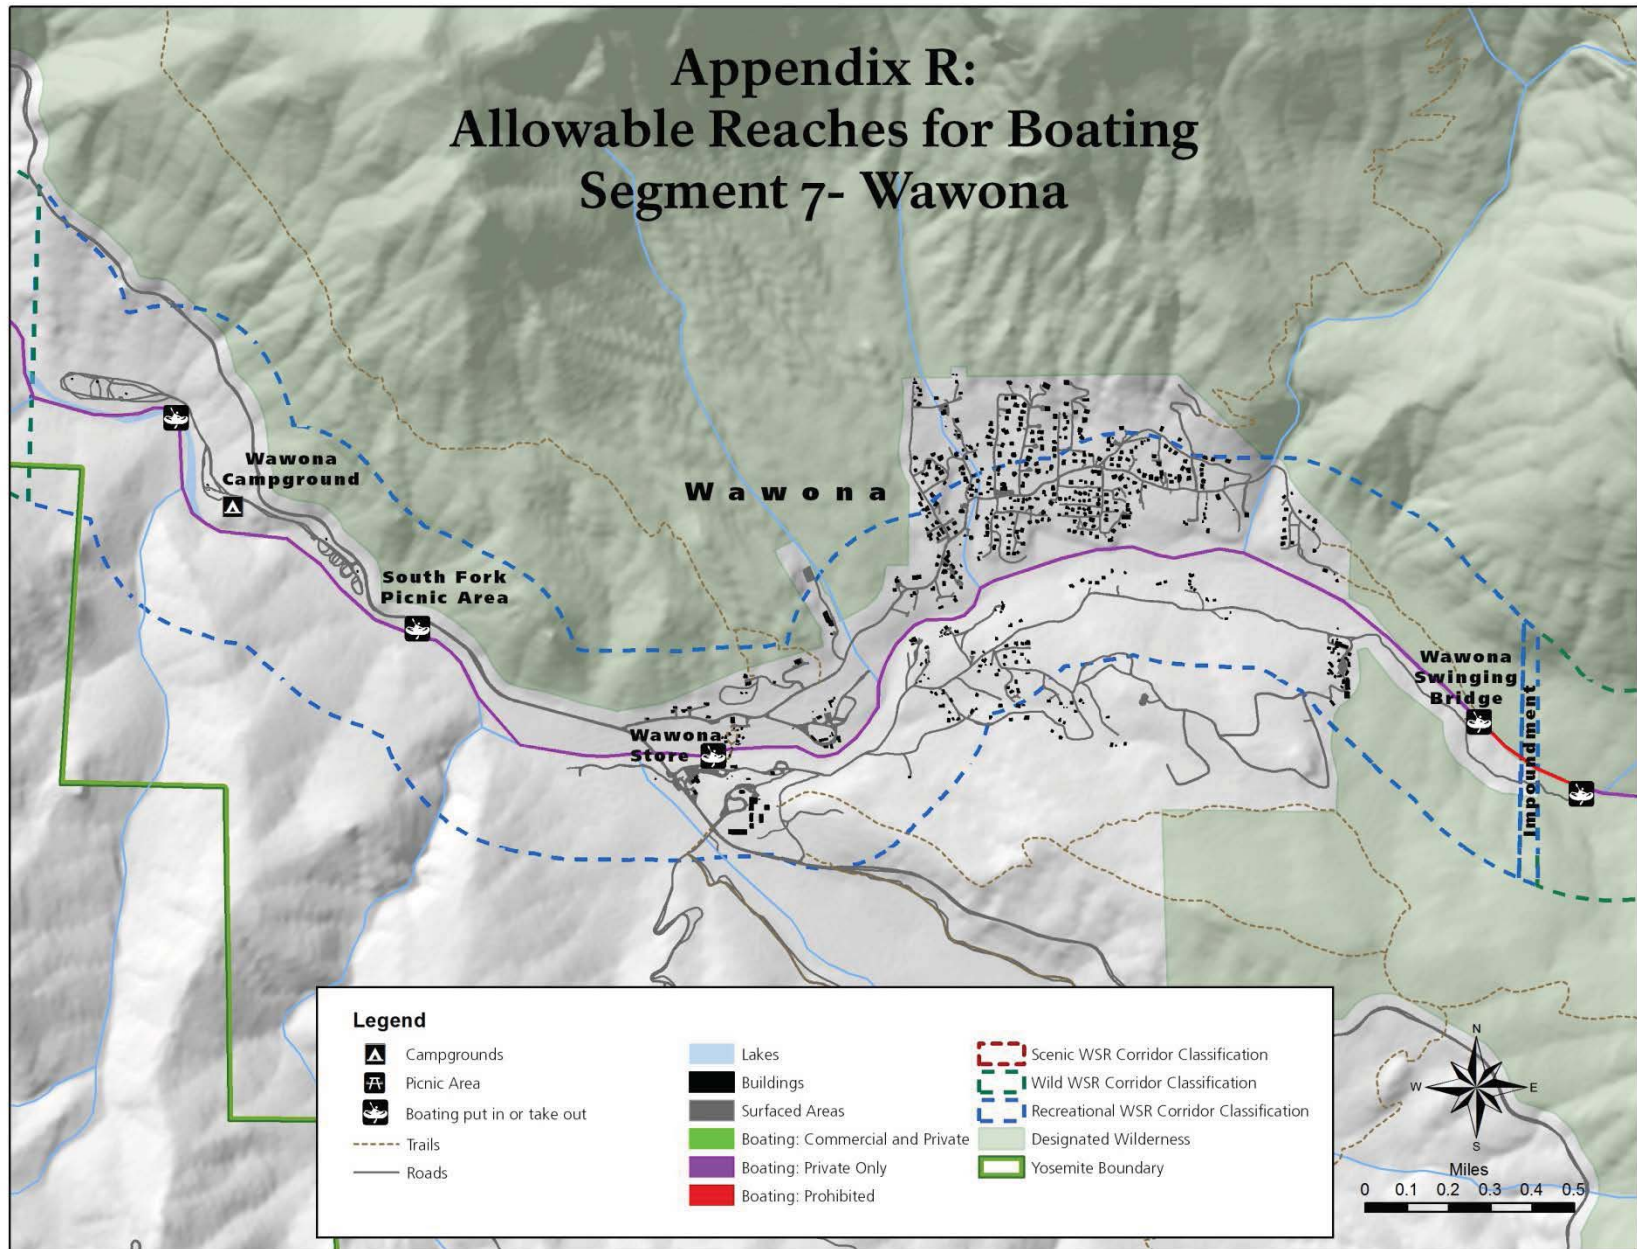 Appendix R:
Allowable Reaches for Boating
Segment 7- Wawona
Wawona
Campground
Wawona
South Fork
Picnic Area
Wawona
Swinging
Bridge
Impoundment
Wawona
Store
Legend
Campgrounds
Picnic Area
Boating put in or take out
Trails
Roads
Lakes
Buildings
Surfaced Areas
Boating: Commercial and Private
Boating: Private Only
Boating: Prohibited
Scenic WSR Corridor Classification
Wild WSR Corridor Classification
Recreational WSR Corridor Classification
Designated Wilderness
Yosemite Boundary
N
W E
S
Miles
0 0.1 0.2 0.3 0.4 0.5